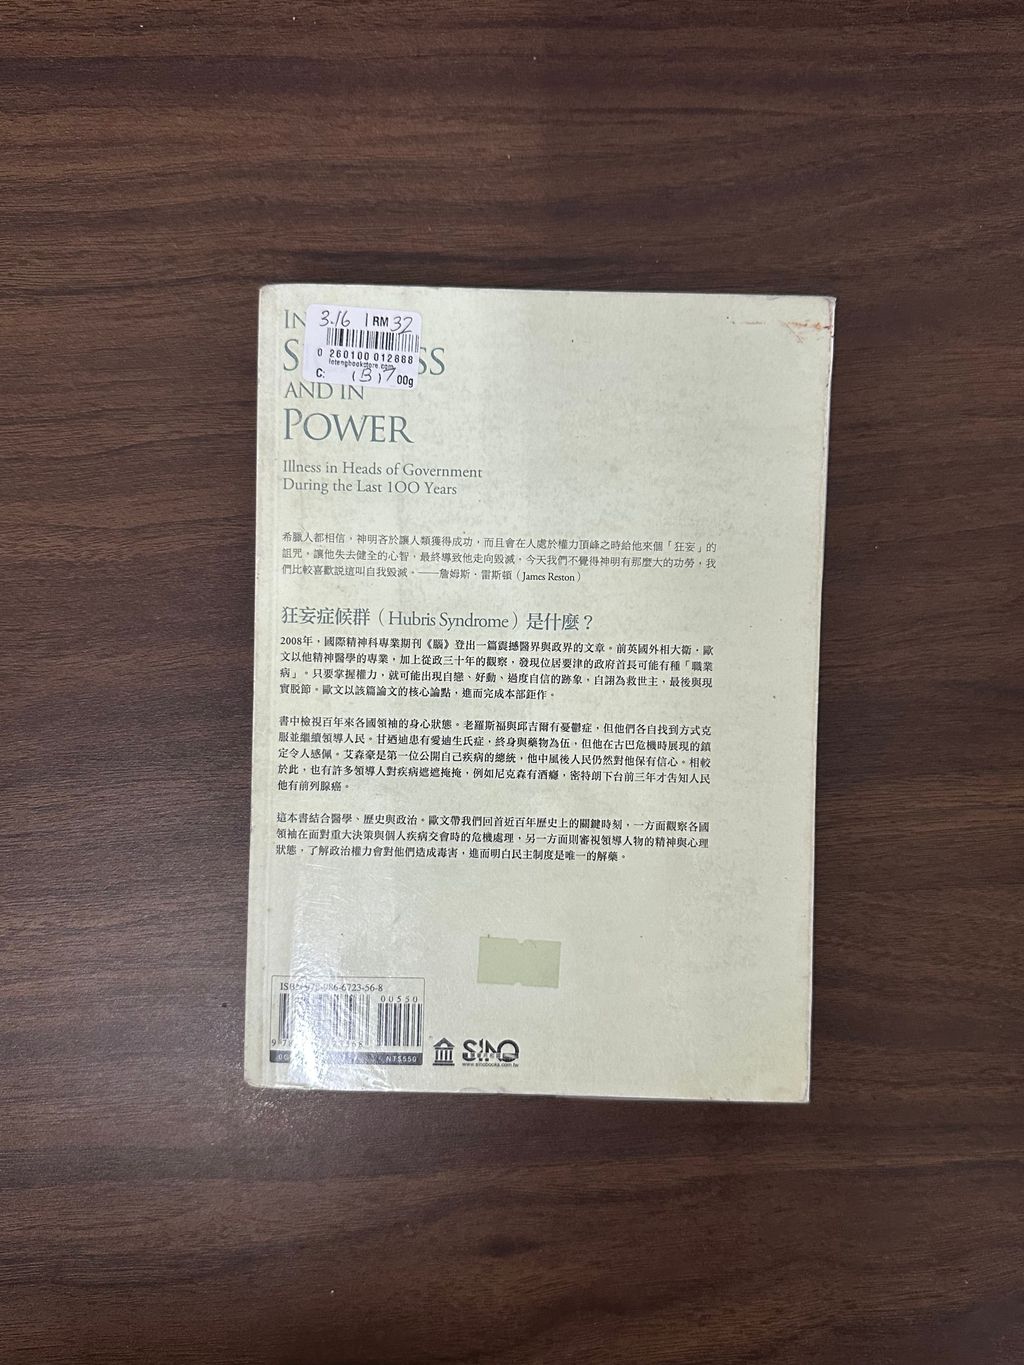 3.16 | RM 32
0 260100 012888
fetengbookstore.com
C: (B) 7 00g
IN
S SS
AND IN
POWER
Illness in Heads of Government
During the Last 1OO Years
希臘人都相信，神明吝於讓人類獲得成功，而且會在人處於權力頂峰之時給他來個「狂妄」的
詛咒，讓他失去健全的心智，最終導致他走向毀滅。今天我們不覺得神明有那麼大的功勞，我
們比較喜歡說這叫自我毀滅。——詹姆斯．雷斯頓（James Reston）
狂妄症候群（Hubris Syndrome）是什麼？
2008年，國際精神科專業期刊《腦》登出一篇震撼醫界與政界的文章。前英國外相大衛．歐
文以他精神醫學的專業，加上從政三十年的觀察，發現位居要津的政府首長可能有種「職業
病」。只要掌握權力，就可能出現自戀、好動、過度自信的跡象，自詡為救世主，最後與現
實脫節。歐文以該篇論文的核心論點，進而完成本部鉅作。
書中檢視百年來各國領袖的身心狀態。老羅斯福與邱吉爾有憂鬱症，但他們各自找到方式克
服並繼續領導人民。甘迺迪患有愛迪生氏症，終身與藥物為伍，但他在古巴危機時展現的鎮
定令人感佩。艾森豪是第一位公開自己疾病的總統，他中風後人民仍然對他保有信心。相較
於此，也有許多領導人對疾病遮遮掩掩，例如尼克森有酒癮，密特朗下台前三年才告知人民
他有前列腺癌。
這本書結合醫學、歷史與政治。歐文帶我們回首近百年歷史上的關鍵時刻，一方面觀察各國
領袖在面對重大決策與個人疾病交會時的危機處理，另一方面則審視領導人物的精神與心理
狀態，了解政治權力會對他們造成毒害，進而明白民主制度是唯一的解藥。
ISBN 978-986-6723-56-8
00550
NT$550
SINO
www.sinobooks.com.tw